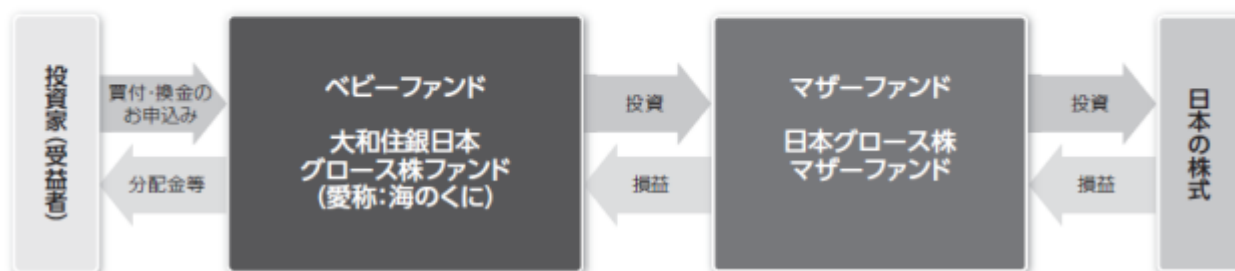 投資家（受益者）
買付・換金の
お申込み
分配金等
ベビーファンド
大和住銀日本
グロース株ファンド
（愛称：海のくに）
投資
損益
マザーファンド
日本グロース株
マザーファンド
投資
損益
日本の株式